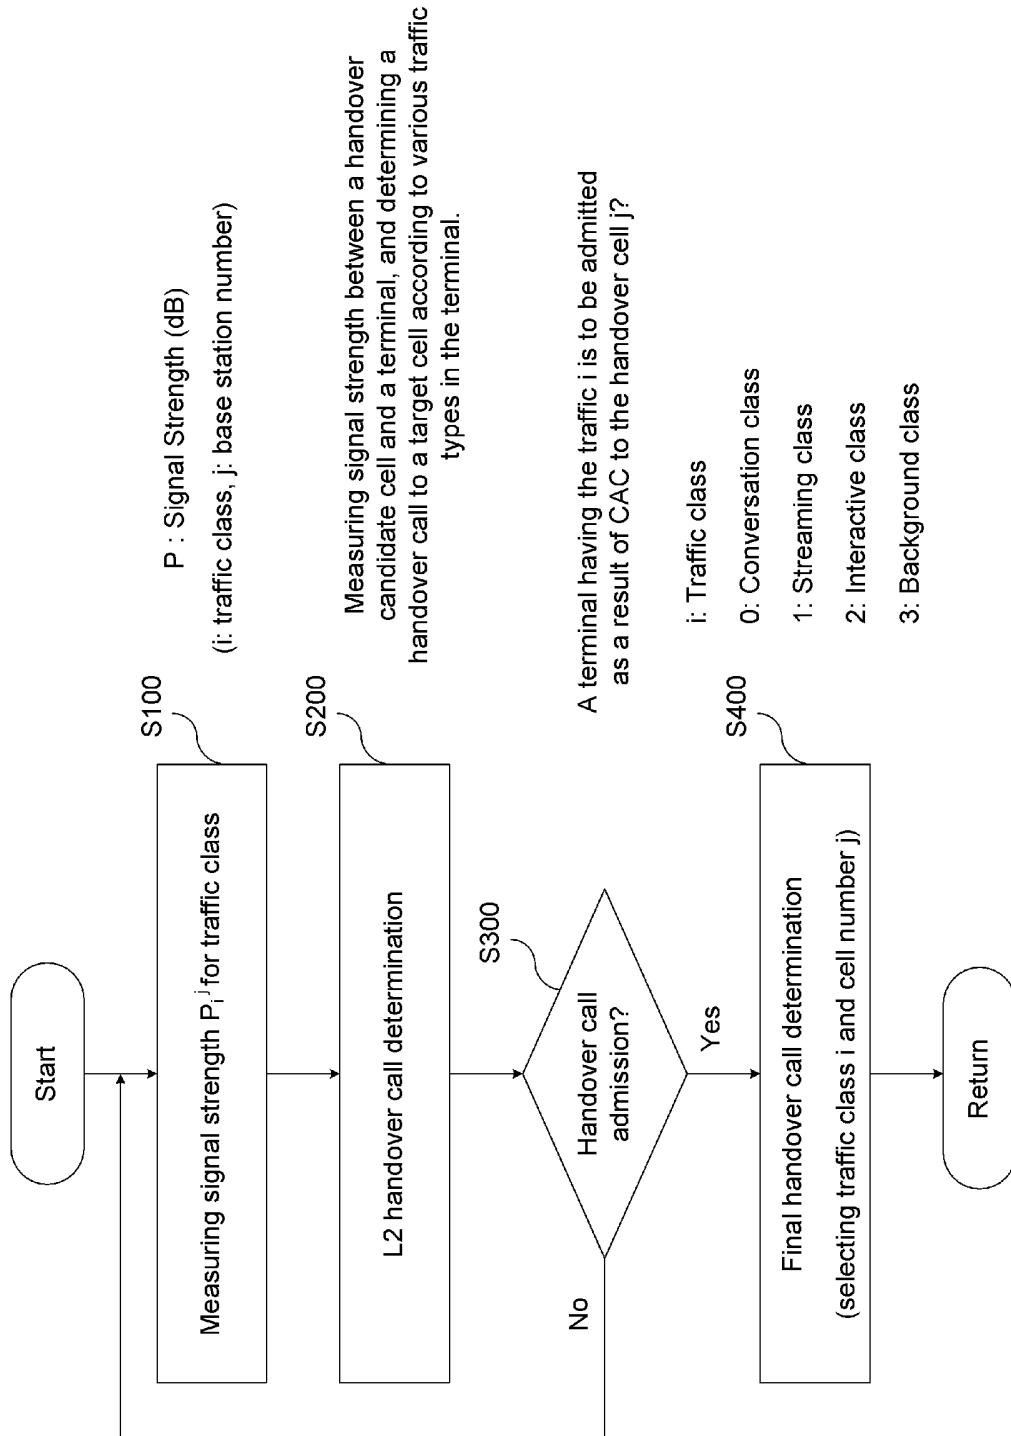 Start
S100
Measuring signal strength P_i^j for traffic class
P : Signal Strength (dB)
(i: traffic class, j: base station number)
S200
L2 handover call determination
Measuring signal strength between a handover
candidate cell and a terminal, and determining a
handover call to a target cell according to various traffic
types in the terminal.
S300
Handover call
admission?
A terminal having the traffic i is to be admitted
as a result of CAC to the handover cell j?
No
Yes
i: Traffic class
0: Conversation class
1: Streaming class
2: Interactive class
3: Background class
S400
Final handover call determination
(selecting traffic class i and cell number j)
Return